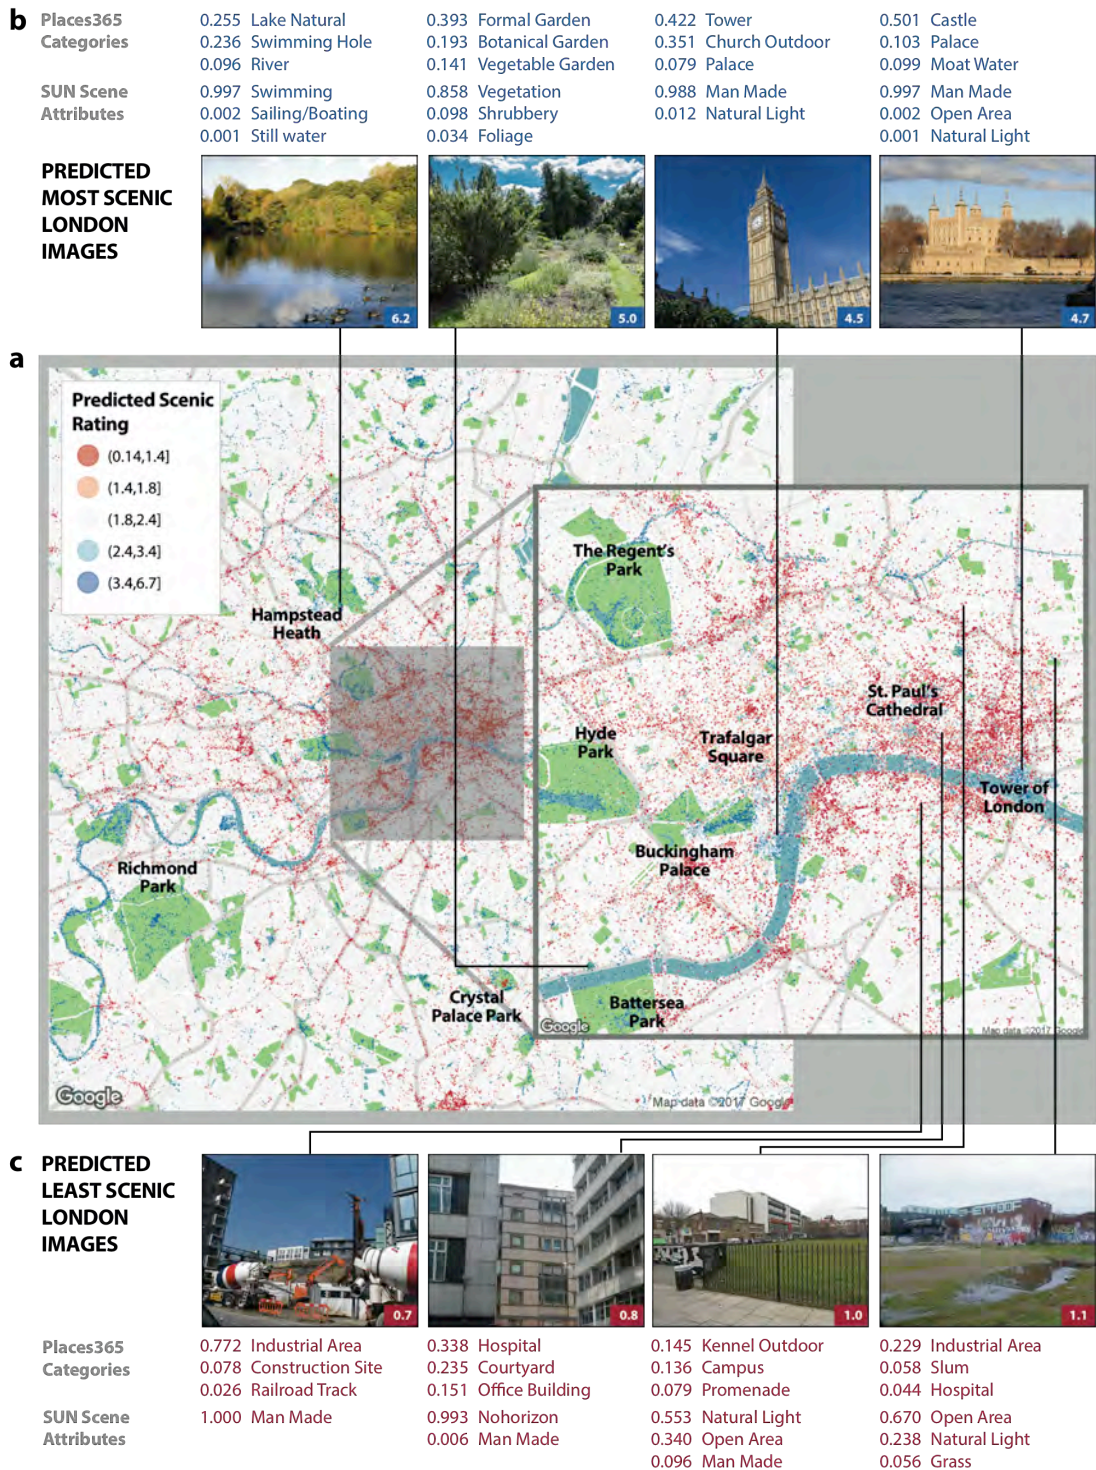 b
Places365
Categories
0.255 Lake Natural
0.236 Swimming Hole
0.096 River
0.393 Formal Garden
0.193 Botanical Garden
0.141 Vegetable Garden
0.422 Tower
0.351 Church Outdoor
0.079 Palace
0.501 Castle
0.103 Palace
0.099 Moat Water
SUN Scene
Attributes
0.997 Swimming
0.002 Sailing/Boating
0.001 Still water
0.858 Vegetation
0.098 Shrubbery
0.034 Foliage
0.988 Man Made
0.012 Natural Light
0.997 Man Made
0.002 Open Area
0.001 Natural Light
PREDICTED
MOST SCENIC
LONDON
IMAGES
6.2
5.0
4.5
4.7
a
Predicted Scenic
Rating
(0.14,1.4]
(1.4,1.8]
(1.8,2.4]
(2.4,3.4]
(3.4,6.7]
Hampstead
Heath
Richmond
Park
Crystal
Palace Park
The Regent's
Park
Hyde
Park
Trafalgar
Square
St. Paul's
Cathedral
Tower of
London
Buckingham
Palace
Battersea
Park
Google
Map data ©2017 Google
Google
Map data ©2017 Google
c
PREDICTED
LEAST SCENIC
LONDON
IMAGES
0.7
0.8
1.0
1.1
Places365
Categories
0.772 Industrial Area
0.078 Construction Site
0.026 Railroad Track
0.338 Hospital
0.235 Courtyard
0.151 Office Building
0.145 Kennel Outdoor
0.136 Campus
0.079 Promenade
0.229 Industrial Area
0.058 Slum
0.044 Hospital
SUN Scene
Attributes
1.000 Man Made
0.993 Nohorizon
0.006 Man Made
0.553 Natural Light
0.340 Open Area
0.096 Man Made
0.670 Open Area
0.238 Natural Light
0.056 Grass